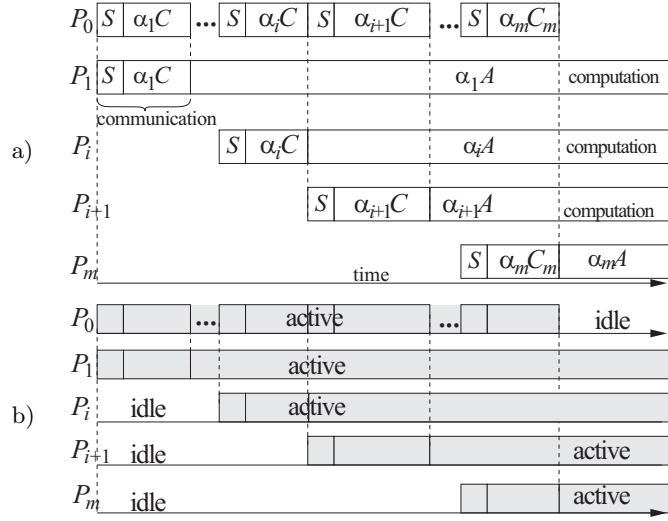 P₀ S α₁C ... S αᵢC S αᵢ₊₁C ... S αₘCₘ
P₁ S α₁C α₁A computation
communication
a) Pᵢ S αᵢC αᵢA computation
Pᵢ₊₁ S αᵢ₊₁C αᵢ₊₁A computation
Pₘ S αₘCₘ αₘA
time
P₀ ... active ... idle
P₁ active
b) Pᵢ idle active
Pᵢ₊₁ idle active
Pₘ idle active
time